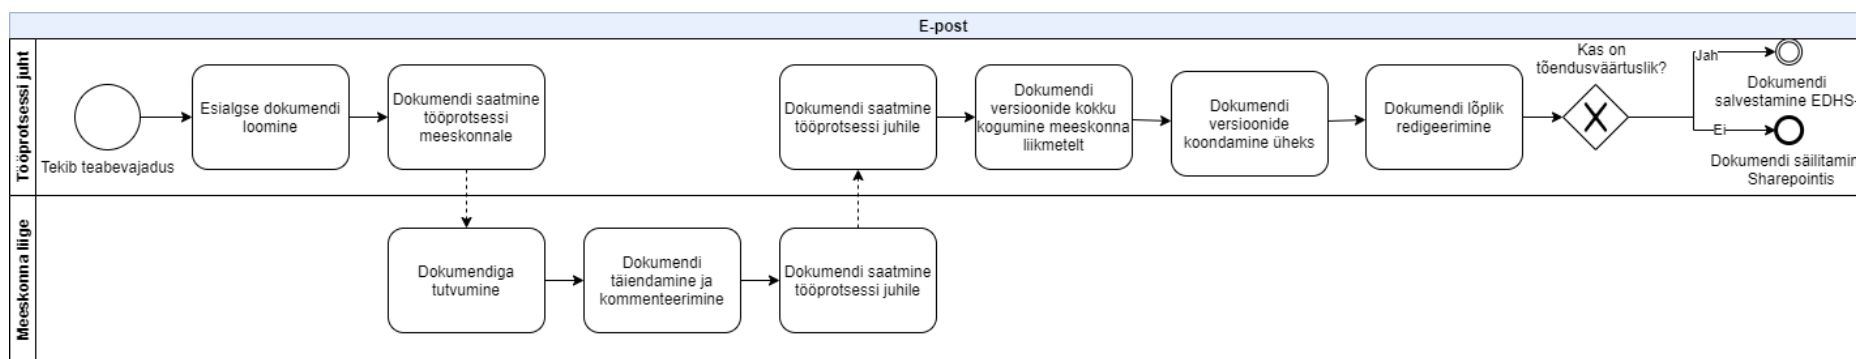 E-post
Tööprotsessi juht
Tekib teabevajadus
Esialgse dokumendi
loomine
Dokumendi saatmine
tööprotsessi
meeskonnale
Dokumendi saatmine
tööprotsessi juhile
Dokumendi
versioonide kokku
kogumine meeskonna
liikmetelt
Dokumendi
versioonide
koondamine üheks
Dokumendi lõplik
redigeerimine
Kas on
tõendusväärtuslik?
Jah
Dokumendi
salvestamine EDHS-
Ei
Dokumendi säilitamin
Sharepointis
Meeskonna liige
Dokumendiga
tutvumine
Dokumendi
täiendamine ja
kommenteerimine
Dokumendi saatmine
tööprotsessi juhile